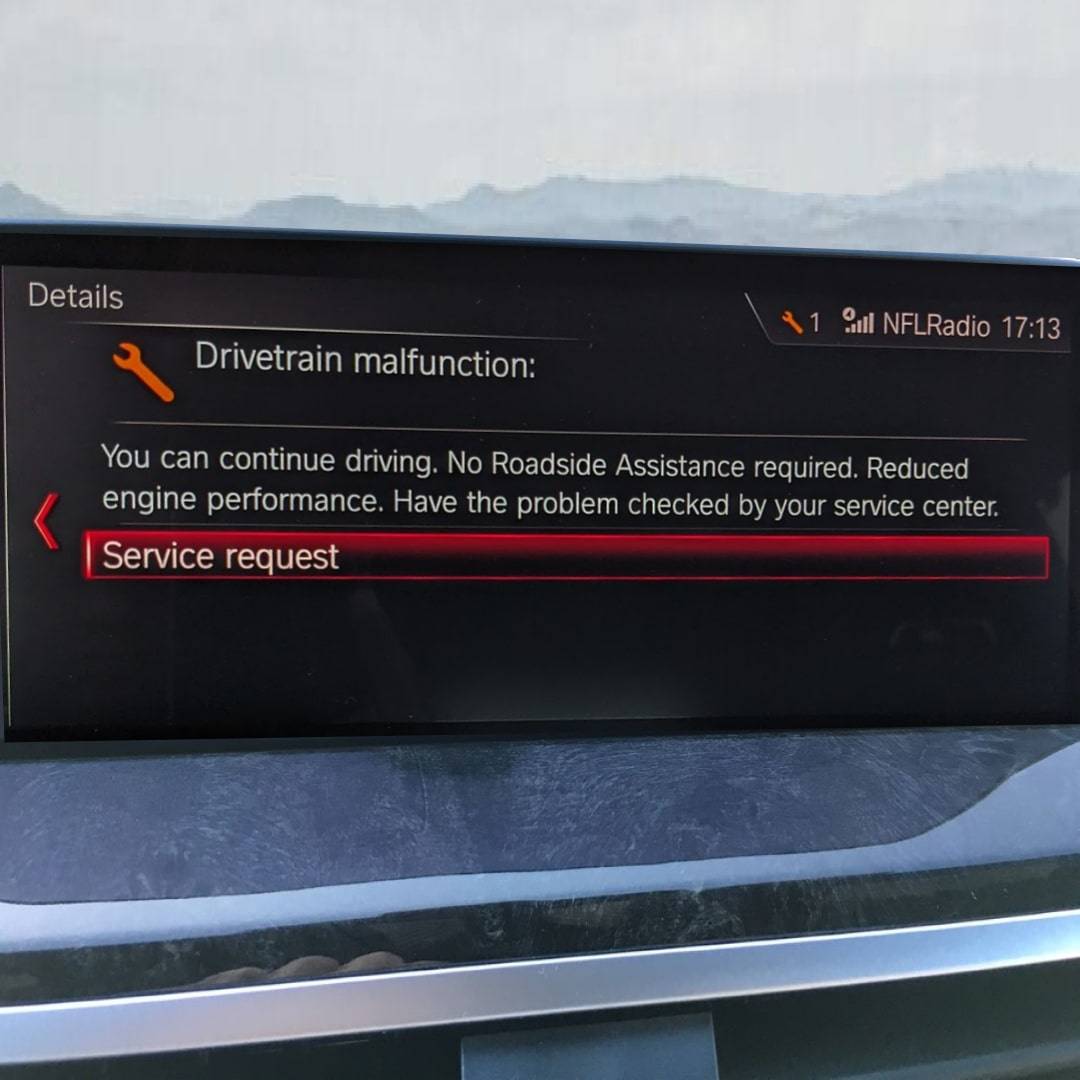 Details
1 NFLRadio 17:13
Drivetrain malfunction:
You can continue driving. No Roadside Assistance required. Reduced
engine performance. Have the problem checked by your service center.
Service request